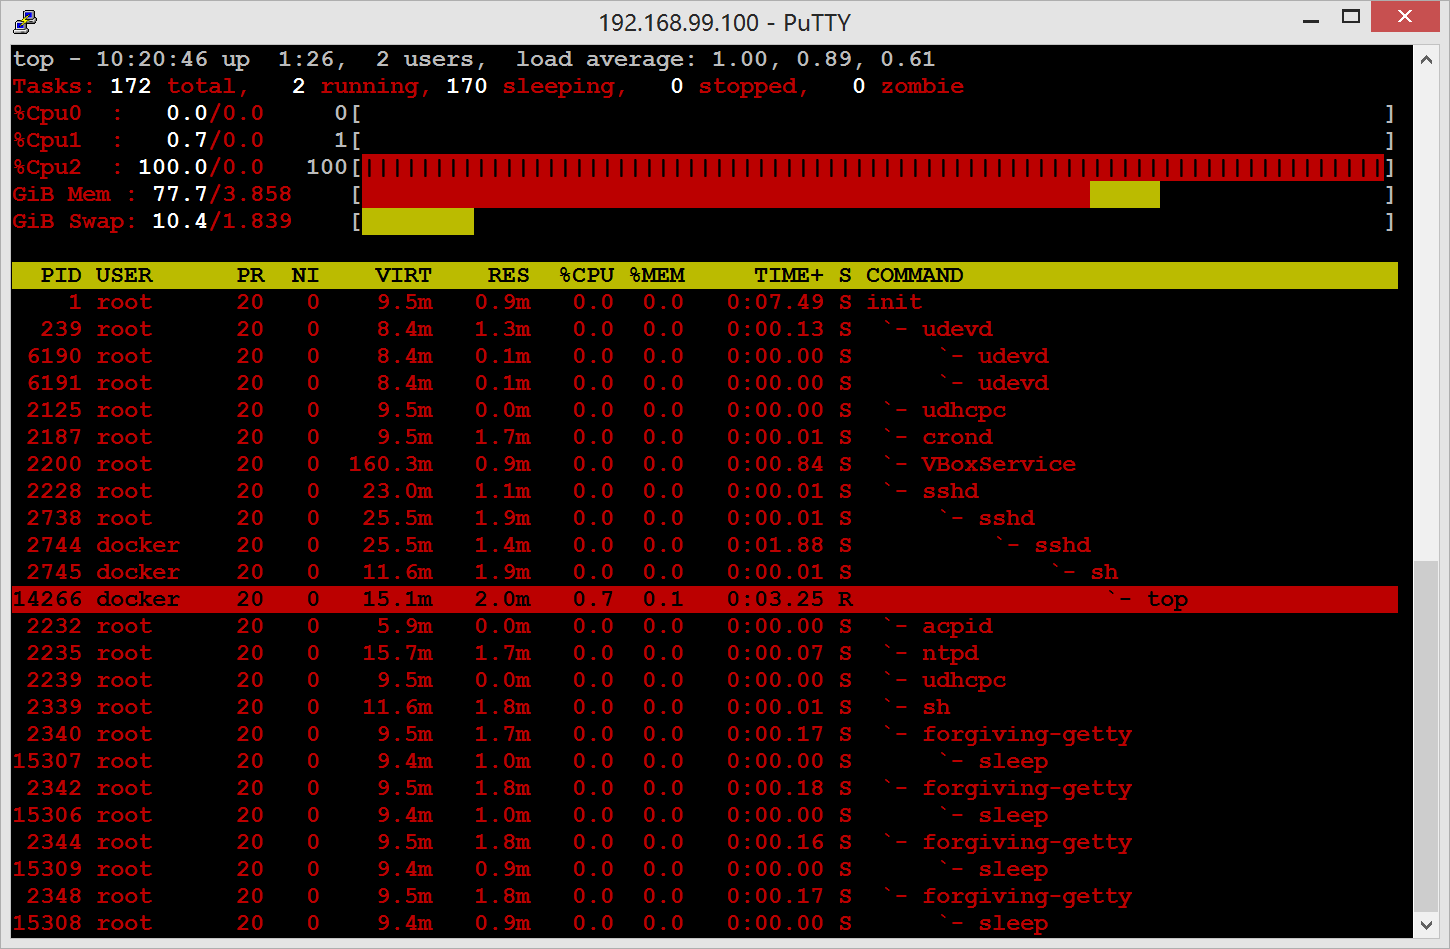 192.168.99.100 - PuTTY
top - 10:20:46 up  1:26,  2 users,  load average: 1.00, 0.89, 0.61
Tasks: 172 total,   2 running, 170 sleeping,   0 stopped,   0 zombie
%Cpu0  :   0.0/0.0     0[                                                                         ]
%Cpu1  :   0.7/0.0     1[                                                                         ]
%Cpu2  : 100.0/0.0   100[|||||||||||||||||||||||||||||||||||||||||||||||||||||||||||||||||||||||||]
GiB Mem : 77.7/3.858    [                                                                         ]
GiB Swap: 10.4/1.839    [                                                                         ]
  PID USER      PR  NI    VIRT    RES  %CPU %MEM     TIME+ S COMMAND
    1 root      20   0    9.5m   0.9m   0.0  0.0   0:07.49 S init
  239 root      20   0    8.4m   1.3m   0.0  0.0   0:00.13 S  `- udevd
 6190 root      20   0    8.4m   0.1m   0.0  0.0   0:00.00 S      `- udevd
 6191 root      20   0    8.4m   0.1m   0.0  0.0   0:00.00 S      `- udevd
 2125 root      20   0    9.5m   0.0m   0.0  0.0   0:00.00 S  `- udhcpc
 2187 root      20   0    9.5m   1.7m   0.0  0.0   0:00.01 S  `- crond
 2200 root      20   0  160.3m   0.9m   0.0  0.0   0:00.84 S  `- VBoxService
 2228 root      20   0   23.0m   1.1m   0.0  0.0   0:00.01 S  `- sshd
 2738 root      20   0   25.5m   1.9m   0.0  0.0   0:00.01 S      `- sshd
 2744 docker    20   0   25.5m   1.4m   0.0  0.0   0:01.88 S          `- sshd
 2745 docker    20   0   11.6m   1.9m   0.0  0.0   0:00.01 S              `- sh
14266 docker    20   0   15.1m   2.0m   0.7  0.1   0:03.25 R                  `- top
 2232 root      20   0    5.9m   0.0m   0.0  0.0   0:00.00 S  `- acpid
 2235 root      20   0   15.7m   1.7m   0.0  0.0   0:00.07 S  `- ntpd
 2239 root      20   0    9.5m   0.0m   0.0  0.0   0:00.00 S  `- udhcpc
 2339 root      20   0   11.6m   1.8m   0.0  0.0   0:00.01 S  `- sh
 2340 root      20   0    9.5m   1.7m   0.0  0.0   0:00.17 S  `- forgiving-getty
15307 root      20   0    9.4m   1.0m   0.0  0.0   0:00.00 S      `- sleep
 2342 root      20   0    9.5m   1.8m   0.0  0.0   0:00.18 S  `- forgiving-getty
15306 root      20   0    9.4m   1.0m   0.0  0.0   0:00.00 S      `- sleep
 2344 root      20   0    9.5m   1.8m   0.0  0.0   0:00.16 S  `- forgiving-getty
15309 root      20   0    9.4m   0.9m   0.0  0.0   0:00.00 S      `- sleep
 2348 root      20   0    9.5m   1.8m   0.0  0.0   0:00.17 S  `- forgiving-getty
15308 root      20   0    9.4m   0.9m   0.0  0.0   0:00.00 S      `- sleep